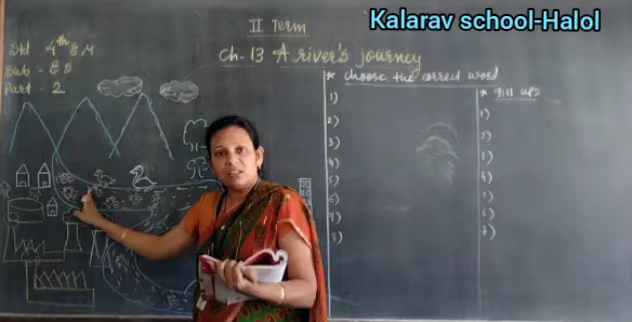 Kalarav school-Halol
II Term
Std 4th E M
Ch-13 A river's journey
Sub - E S
Part - 2
* Choose the correct word
* Fill ups
1)
2)
3)
4)
5)
6)
7)
8)
1)
2)
3)
4)
5)
6)
7)